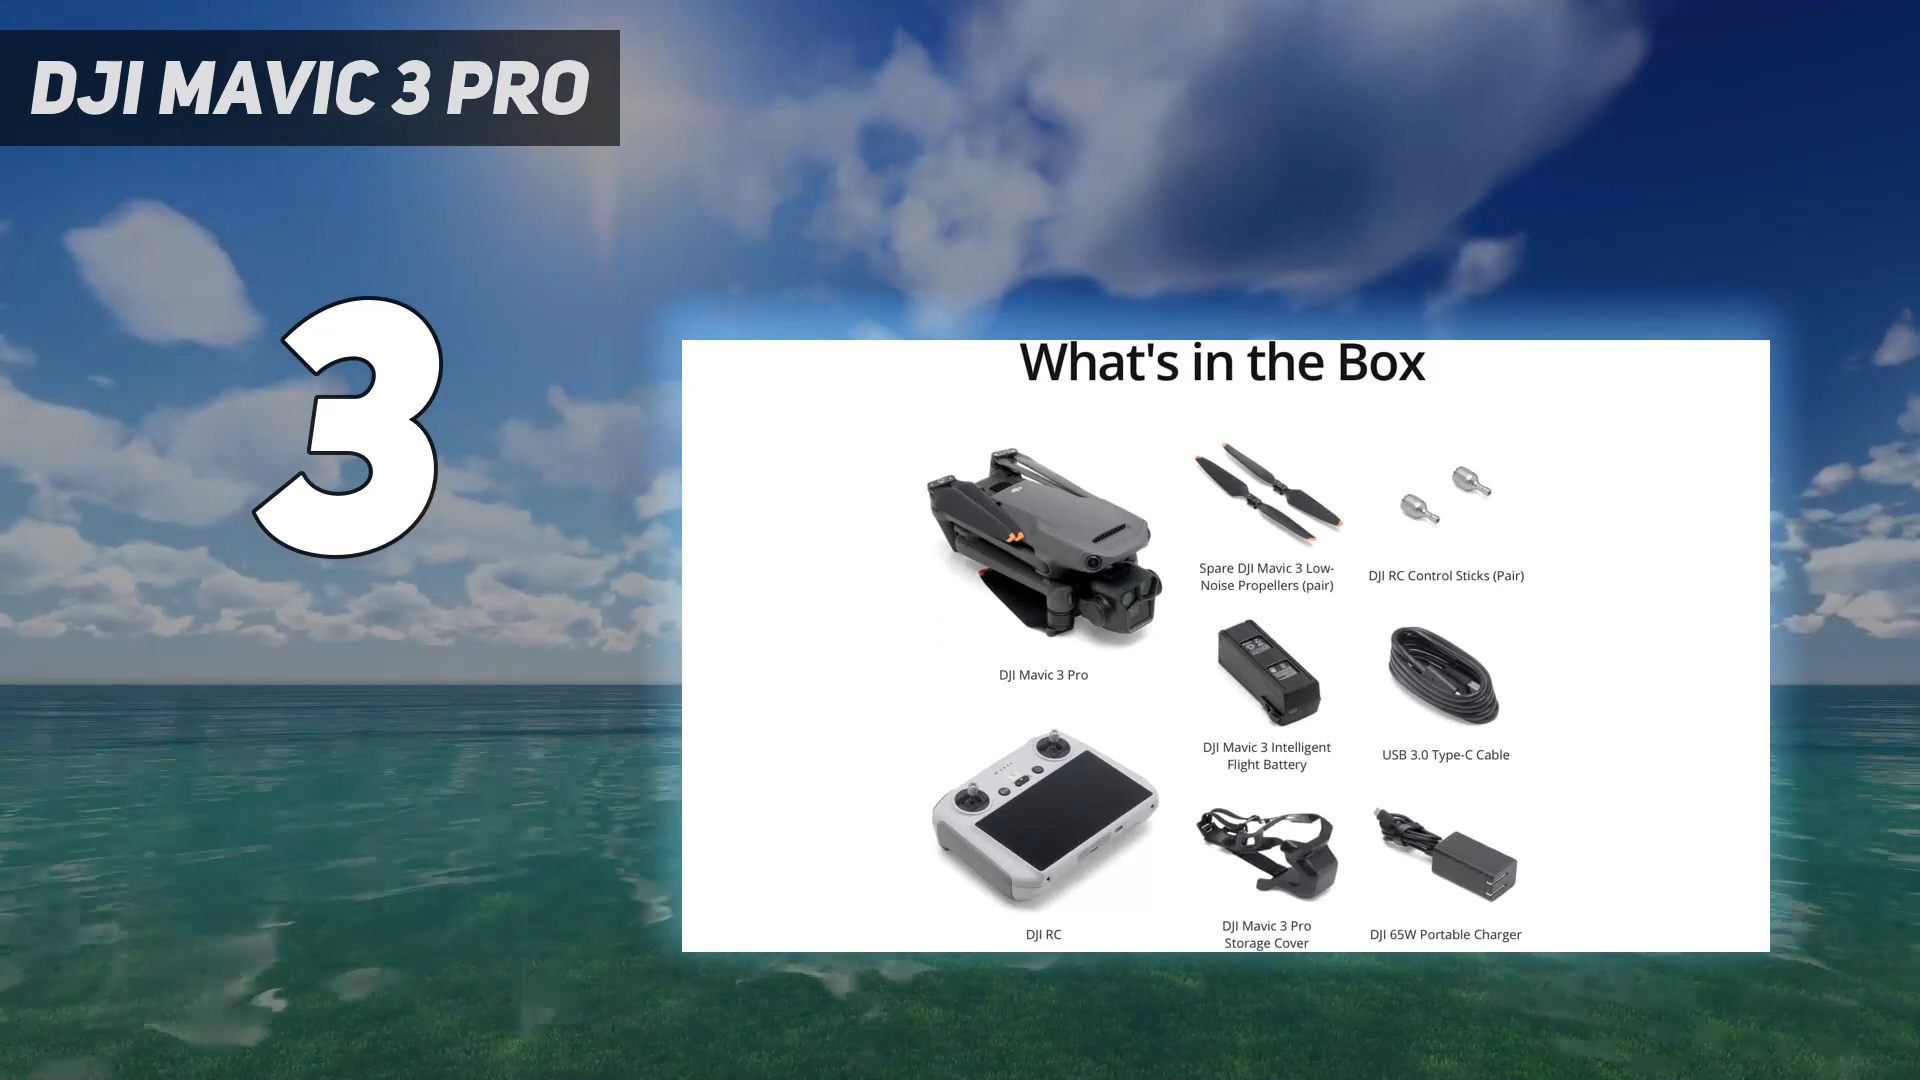 DJI MAVIC 3 PRO
3
What's in the Box
DJI Mavic 3 Pro
Spare DJI Mavic 3 Low-
Noise Propellers (pair)
DJI RC Control Sticks (Pair)
DJI Mavic 3 Intelligent
Flight Battery
USB 3.0 Type-C Cable
DJI RC
DJI Mavic 3 Pro
Storage Cover
DJI 65W Portable Charger